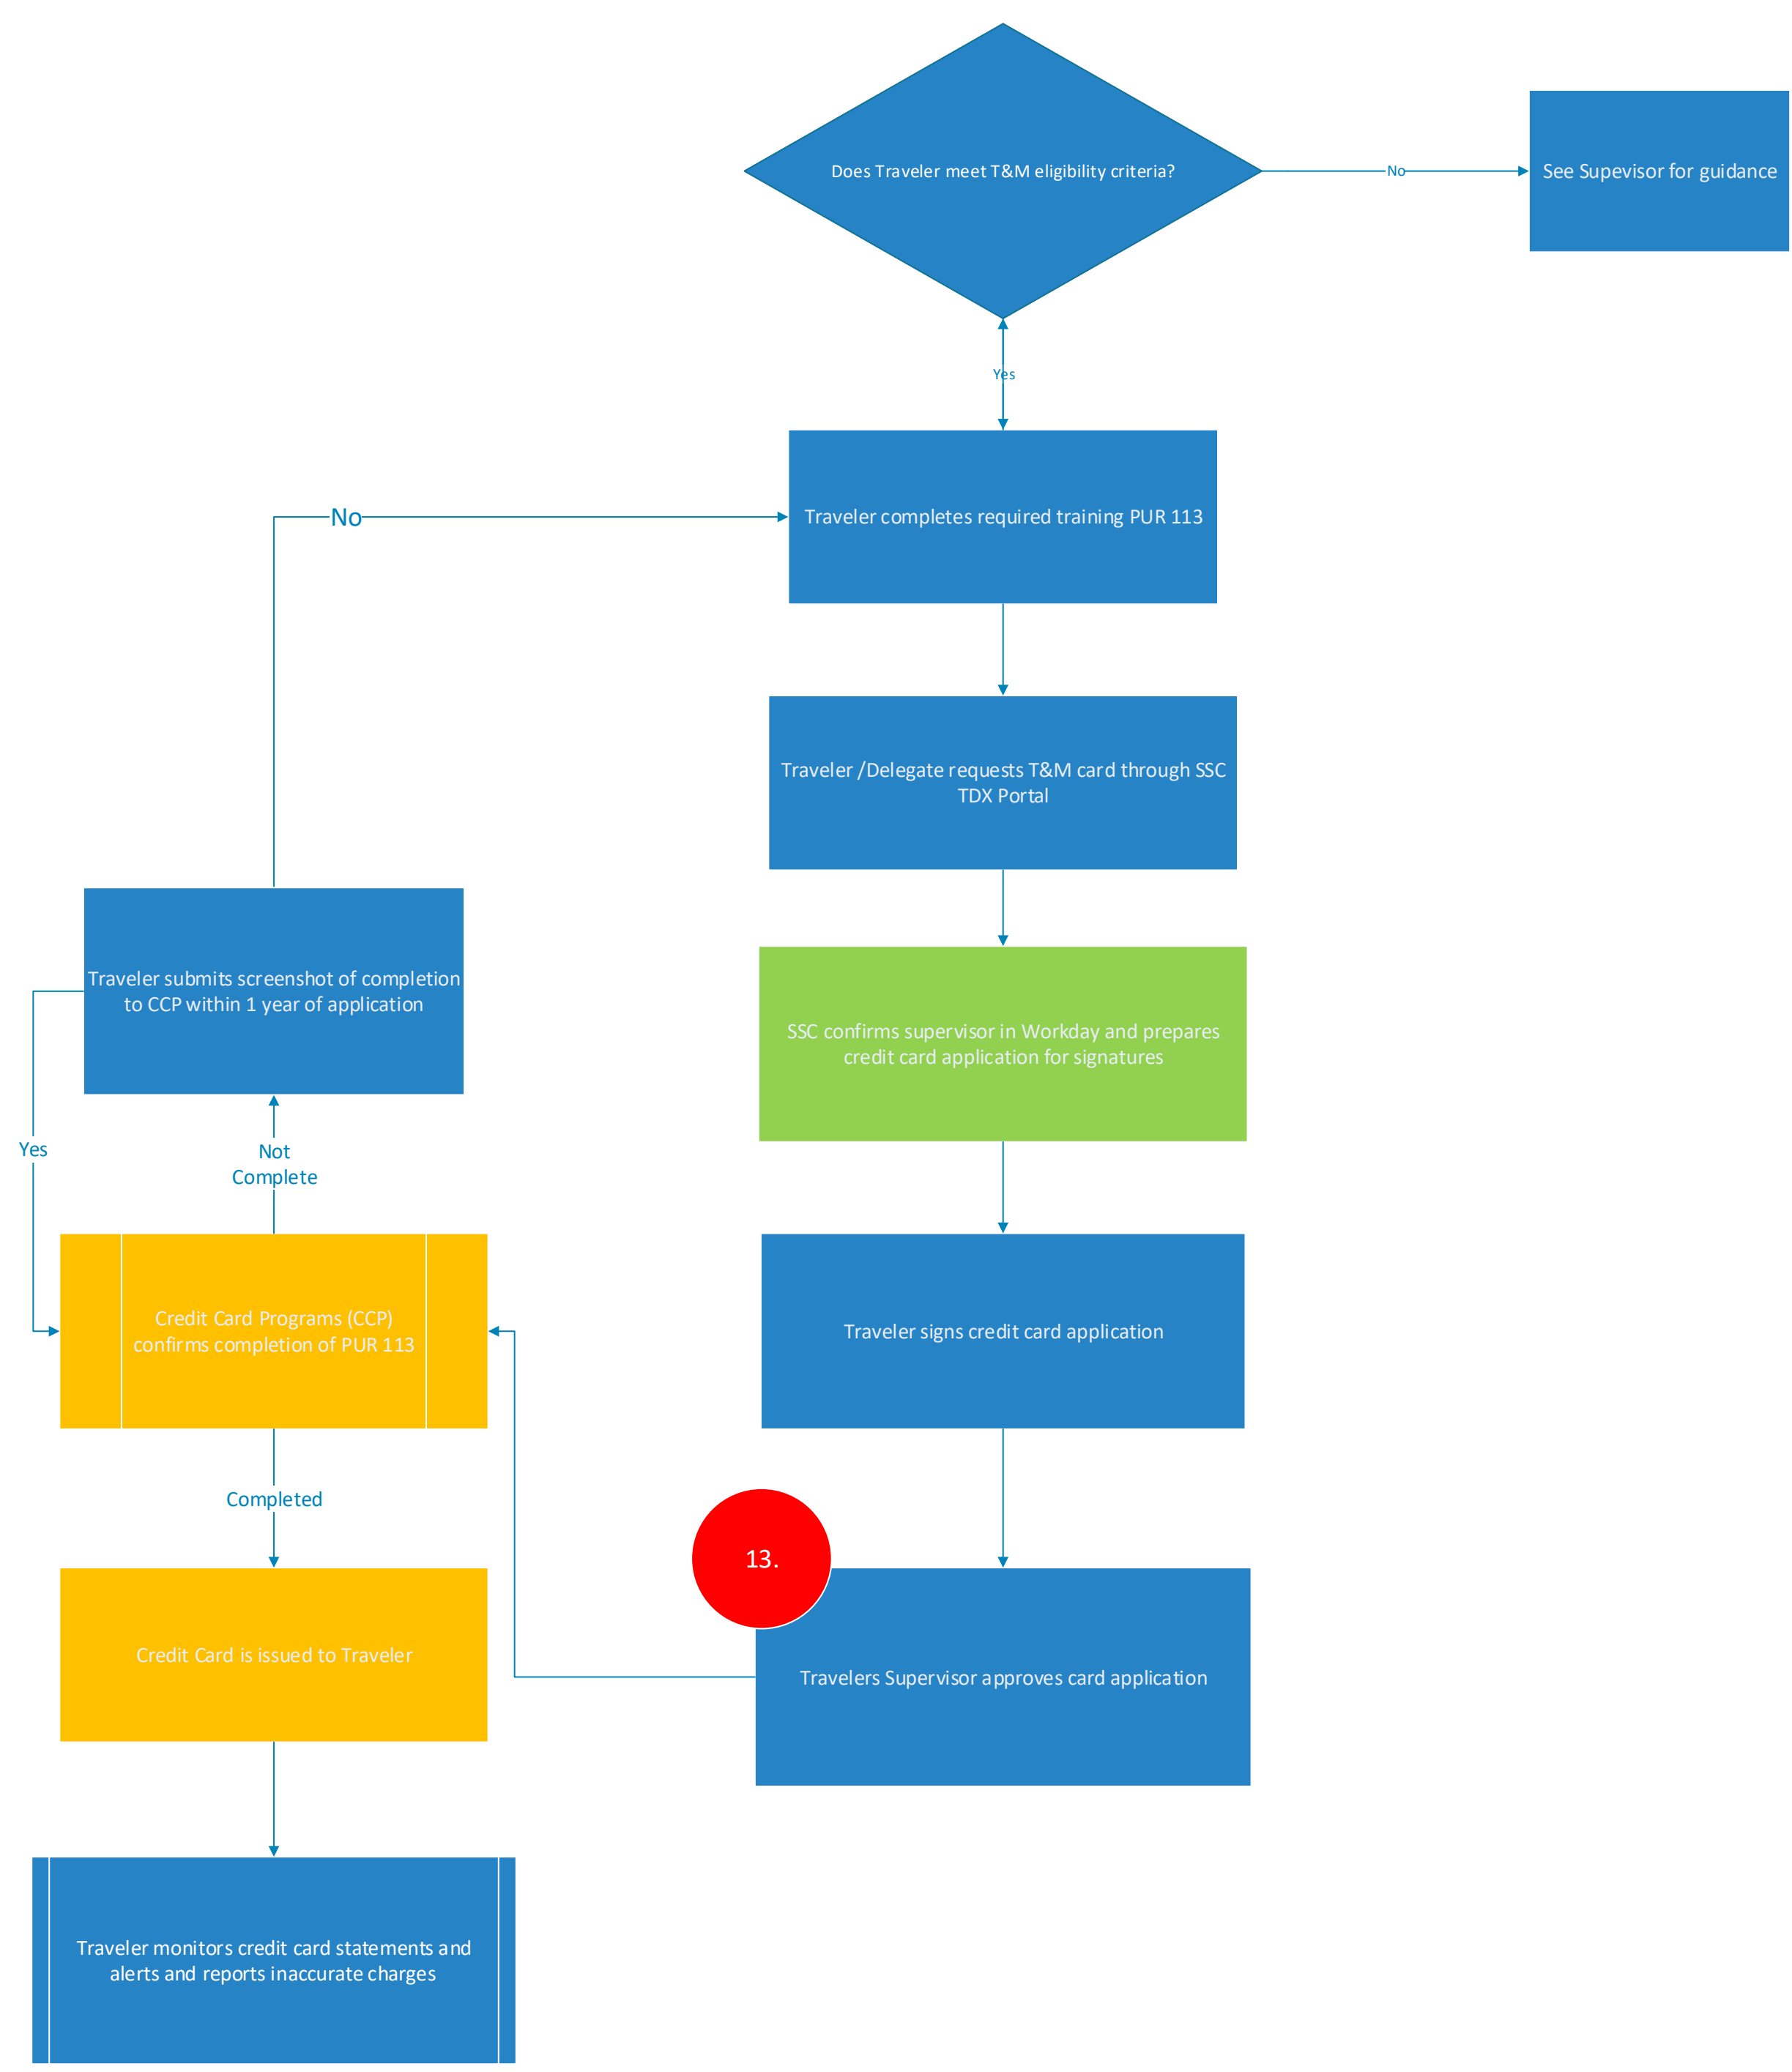 Does Traveler meet T&M eligibility criteria?
No
See Supevisor for guidance
Yes
Traveler completes required training PUR 113
No
Traveler /Delegate requests T&M card through SSC
TDX Portal
Traveler submits screenshot of completion
to CCP within 1 year of application
SSC confirms supervisor in Workday and prepares
credit card application for signatures
Yes
Not
Complete
Credit Card Programs (CCP)
confirms completion of PUR 113
Traveler signs credit card application
Completed
13.
Credit Card is issued to Traveler
Travelers Supervisor approves card application
Traveler monitors credit card statements and
alerts and reports inaccurate charges